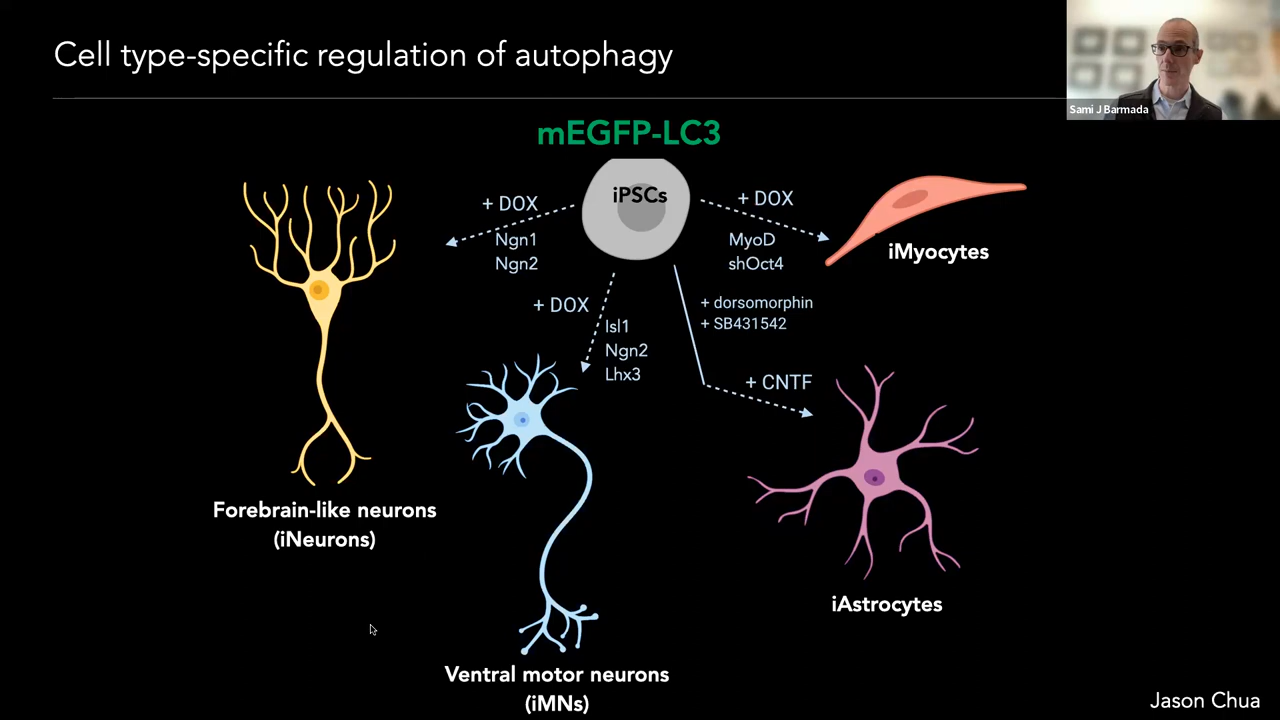 Cell type-specific regulation of autophagy
Sami J Barmada
mEGFP-LC3
iPSCs
+ DOX
Ngn1
Ngn2
+ DOX
MyoD
shOct4
iMyocytes
+ DOX
Isl1
Ngn2
Lhx3
+ dorsomorphin
+ SB431542
+ CNTF
Forebrain-like neurons
(iNeurons)
iAstrocytes
Ventral motor neurons
(iMNs)
Jason Chua